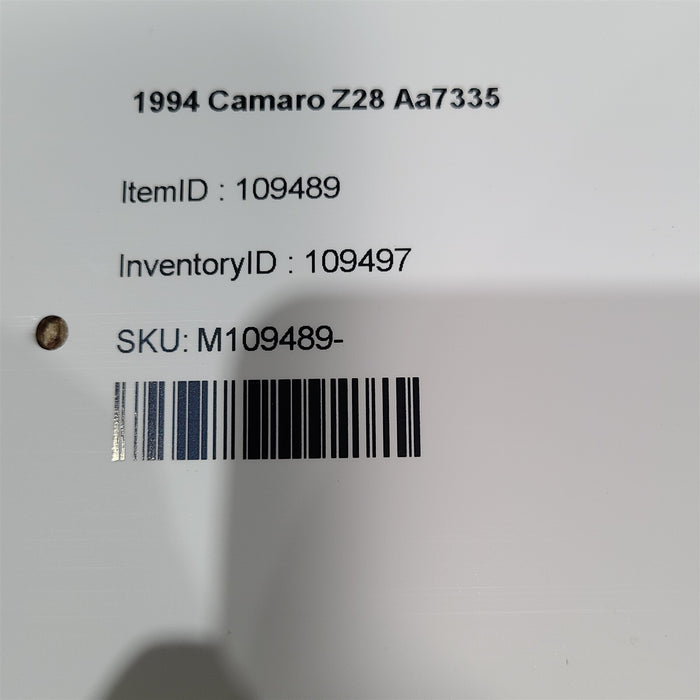 1994 Camaro Z28 Aa7335
ItemID : 109489
InventoryID : 109497
SKU: M109489-